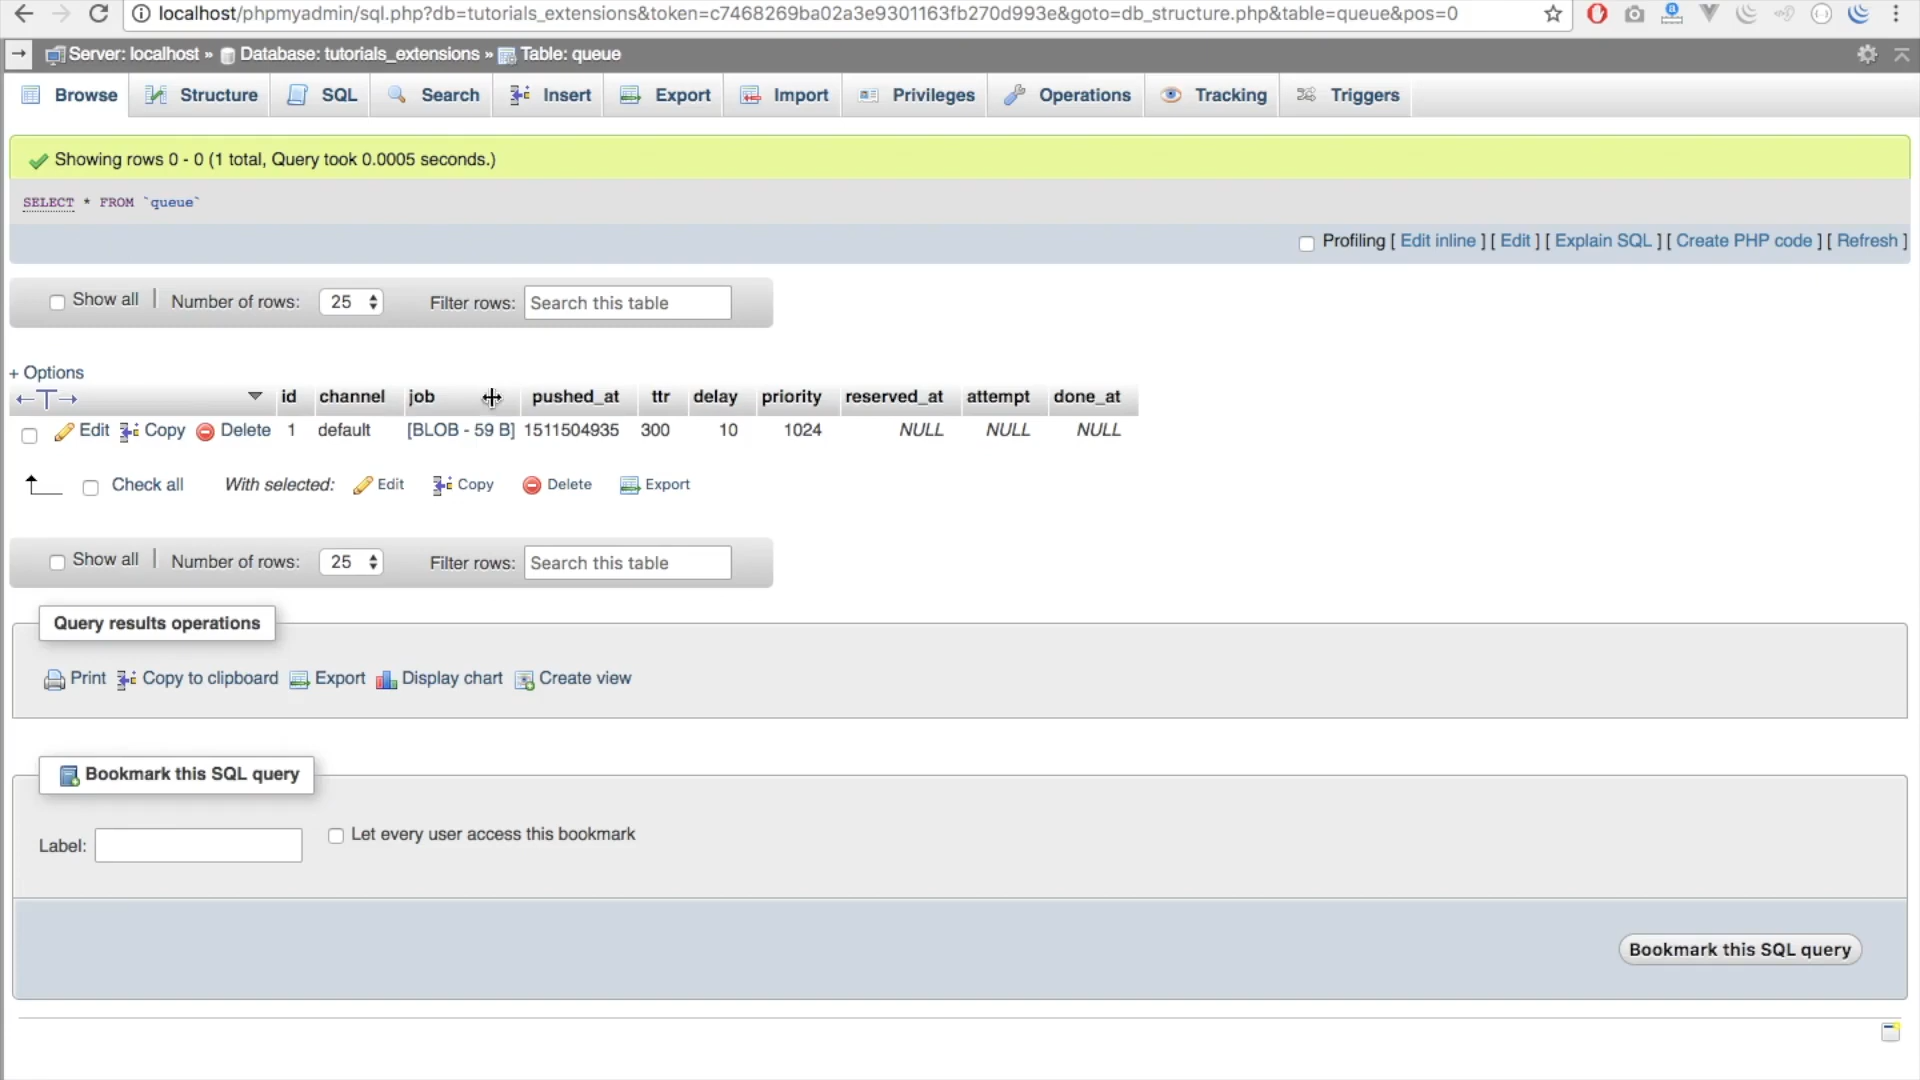 localhost/phpmyadmin/sql.php?db=tutorials_extensions&token=c7468269ba02a3e9301163fb270d993e&goto=db_structure.php&table=queue&pos=0
Server: localhost » Database: tutorials_extensions » Table: queue
Browse Structure SQL Search Insert Export Import Privileges Operations Tracking Triggers
Showing rows 0 - 0 (1 total, Query took 0.0005 seconds.)
SELECT * FROM `queue`
Profiling [ Edit inline ] [ Edit ] [ Explain SQL ] [ Create PHP code ] [ Refresh ]
Show all | Number of rows: 25 Filter rows: Search this table
+ Options
←T→ id channel job pushed_at ttr delay priority reserved_at attempt done_at
Edit Copy Delete 1 default [BLOB - 59 B] 1511504935 300 10 1024 NULL NULL NULL
Check all With selected: Edit Copy Delete Export
Show all | Number of rows: 25 Filter rows: Search this table
Query results operations
Print Copy to clipboard Export Display chart Create view
Bookmark this SQL query
Label: Let every user access this bookmark
Bookmark this SQL query